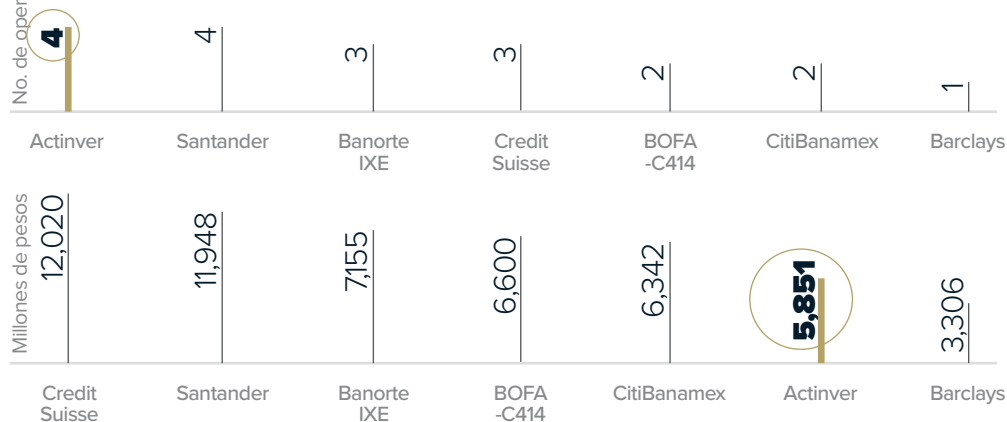 No. de oper
4
4
3
3
2
2
1
Actinver
Santander
Banorte
IXE
Credit
Suisse
BOFA
-C414
CitiBanamex
Barclays
Millones de pesos
12,020
11,948
7,155
6,600
6,342
5,851
3,306
Credit
Suisse
Santander
Banorte
IXE
BOFA
-C414
CitiBanamex
Actinver
Barclays